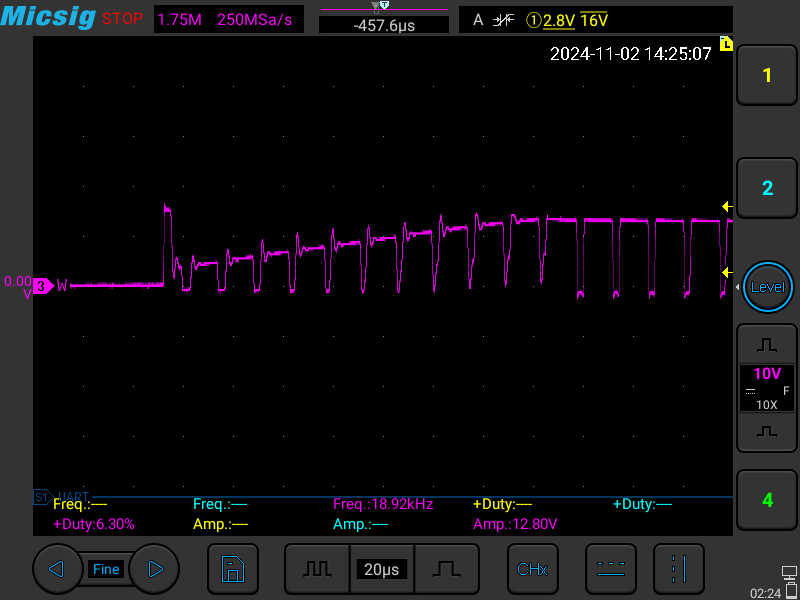 Micsig STOP 1.75M 250MSa/s T -457.6µs A 1 2.8V 16V
L
2024-11-02 14:25:07
1
2
0.00 V 3 W
Level
10V
F
10X
S1 UART
Freq.:---- Freq.:---- Freq.:18.92kHz +Duty:---- +Duty:----
+Duty:6.30% Amp.:---- Amp.:---- Amp.:12.80V
4
Fine 20µs CHx
02:24